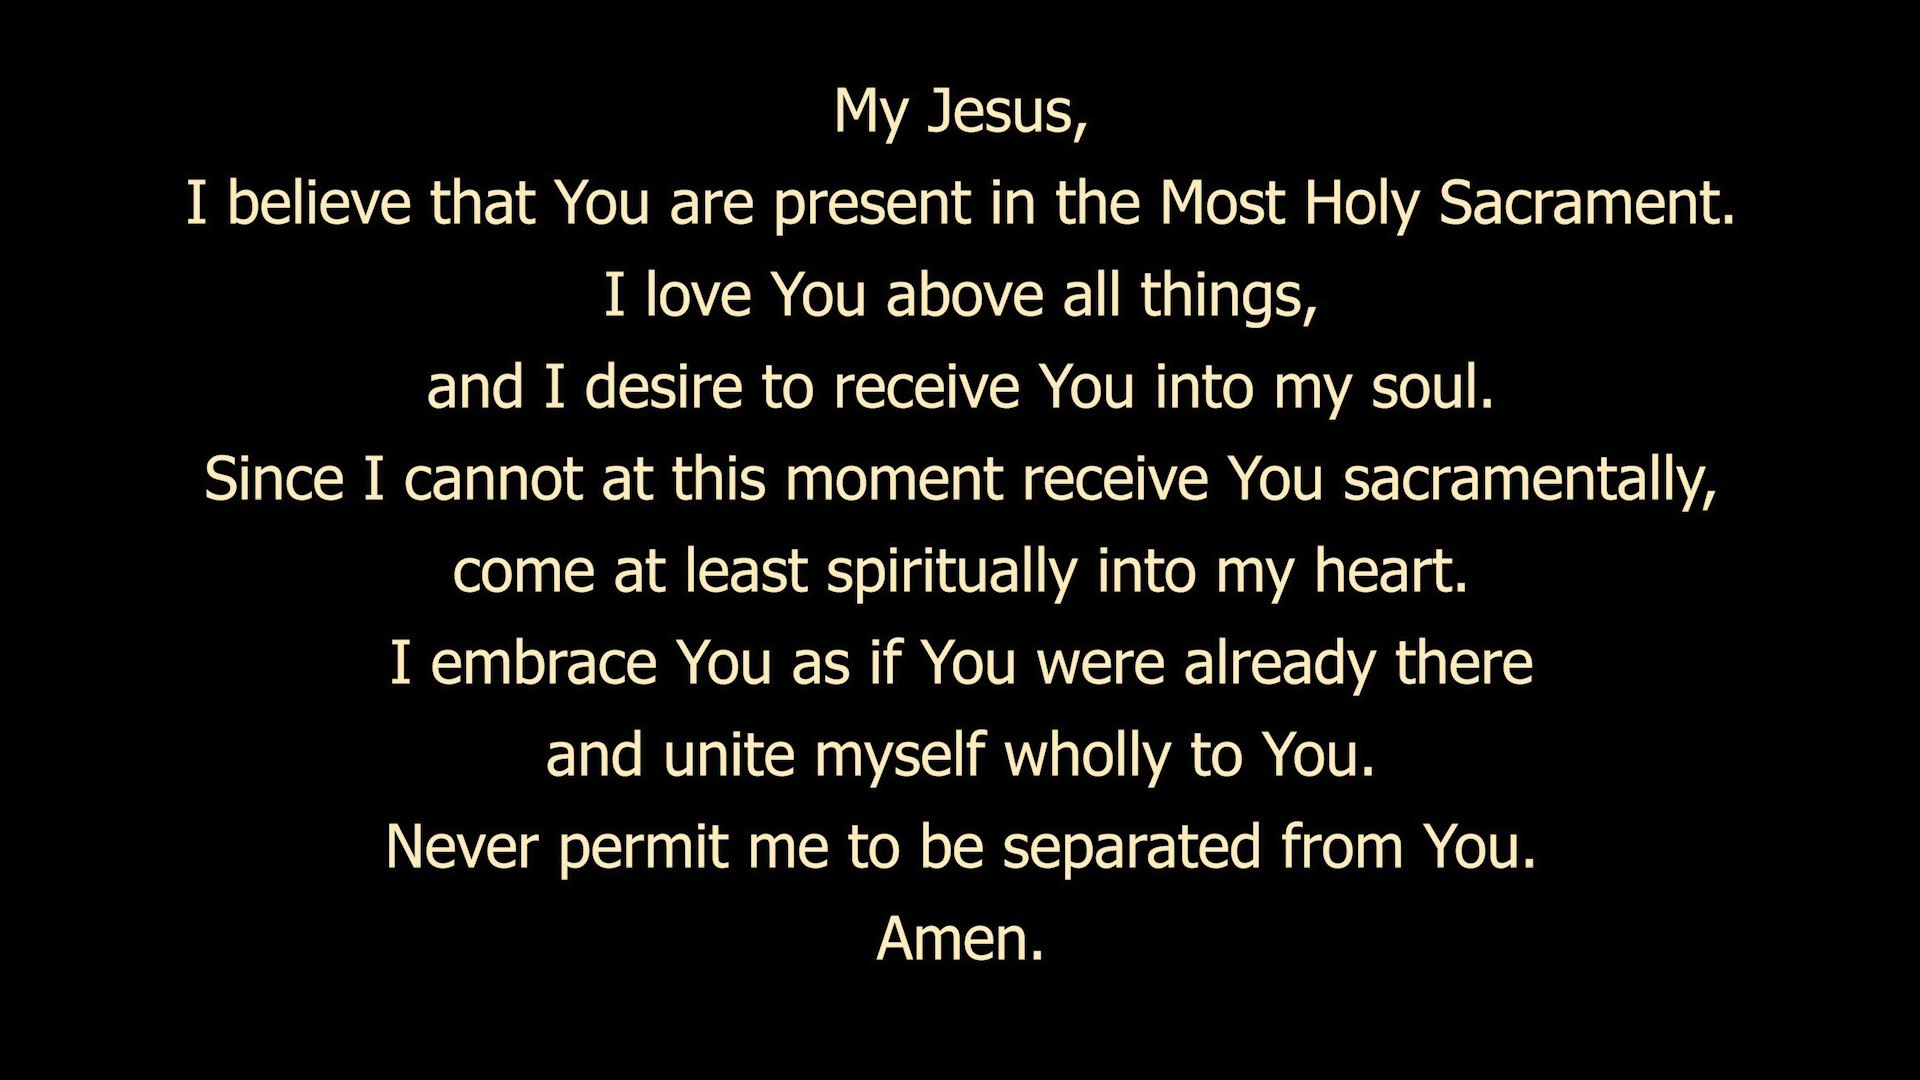 My Jesus,
I believe that You are present in the Most Holy Sacrament.
I love You above all things,
and I desire to receive You into my soul.
Since I cannot at this moment receive You sacramentally,
come at least spiritually into my heart.
I embrace You as if You were already there
and unite myself wholly to You.
Never permit me to be separated from You.
Amen.